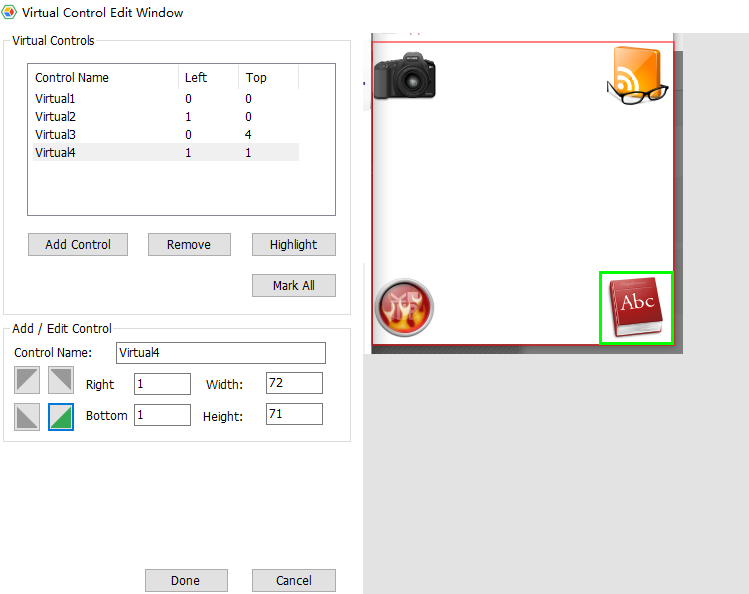 Virtual Control Edit Window
Virtual Controls
Control Name Left Top
Virtual1 0 0
Virtual2 1 0
Virtual3 0 4
Virtual4 1 1
Add Control Remove Highlight
Mark All
Add / Edit Control
Control Name: Virtual4
Right 1 Width: 72
Bottom 1 Height: 71
Done Cancel
Abc